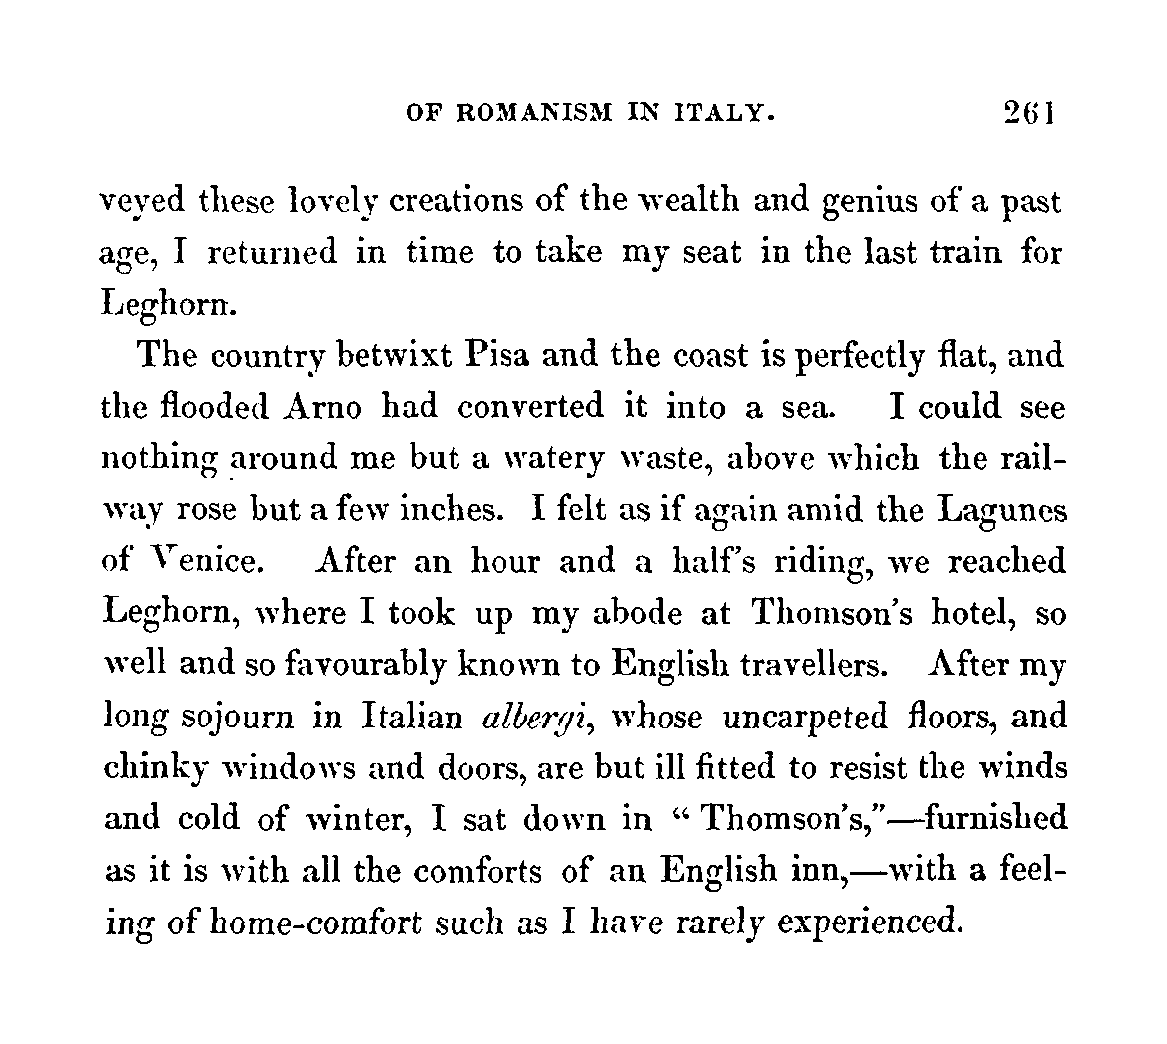 OF ROMANISM IN ITALY. 261
veyed these lovely creations of the wealth and genius of a past
age, I returned in time to take my seat in the last train for
Leghorn.
The country betwixt Pisa and the coast is perfectly flat, and
the flooded Arno had converted it into a sea. I could see
nothing around me but a watery waste, above which the rail-
way rose but a few inches. I felt as if again amid the Lagunes
of Venice. After an hour and a half's riding, we reached
Leghorn, where I took up my abode at Thomson's hotel, so
well and so favourably known to English travellers. After my
long sojourn in Italian albergi, whose uncarpeted floors, and
chinky windows and doors, are but ill fitted to resist the winds
and cold of winter, I sat down in “ Thomson's,”—furnished
as it is with all the comforts of an English inn,—with a feel-
ing of home-comfort such as I have rarely experienced.